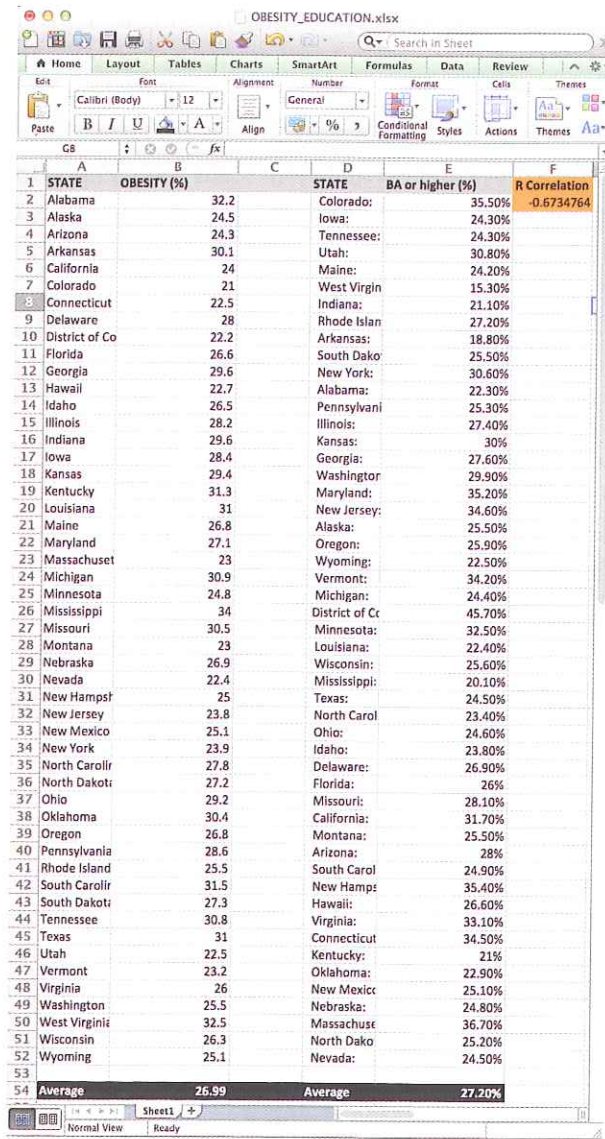 OBESITY_EDUCATION.xlsx
Search in Sheet
Home Layout Tables Charts SmartArt Formulas Data Review
Edit Font Alignment Number Format Cells Themes
Calibri (Body) 12 General
Paste B I U A Align % Conditional Formatting Styles Actions Themes Aa
G8 fx
A B C D E F
1 STATE OBESITY (%) STATE BA or higher (%) R Correlation
2 Alabama 32.2 Colorado: 35.50% -0.6734764
3 Alaska 24.5 Iowa: 24.30%
4 Arizona 24.3 Tennessee: 24.30%
5 Arkansas 30.1 Utah: 30.80%
6 California 24 Maine: 24.20%
7 Colorado 21 West Virgin 15.30%
8 Connecticut 22.5 Indiana: 21.10%
9 Delaware 28 Rhode Islan 27.20%
10 District of Co 22.2 Arkansas: 18.80%
11 Florida 26.6 South Dako 25.50%
12 Georgia 29.6 New York: 30.60%
13 Hawaii 22.7 Alabama: 22.30%
14 Idaho 26.5 Pennsylvani 25.30%
15 Illinois 28.2 Illinois: 27.40%
16 Indiana 29.6 Kansas: 30%
17 Iowa 28.4 Georgia: 27.60%
18 Kansas 29.4 Washington 29.90%
19 Kentucky 31.3 Maryland: 35.20%
20 Louisiana 31 New Jersey: 34.60%
21 Maine 26.8 Alaska: 25.50%
22 Maryland 27.1 Oregon: 25.90%
23 Massachuset 23 Wyoming: 22.50%
24 Michigan 30.9 Vermont: 34.20%
25 Minnesota 24.8 Michigan: 24.40%
26 Mississippi 34 District of Cc 45.70%
27 Missouri 30.5 Minnesota: 32.50%
28 Montana 23 Louisiana: 22.40%
29 Nebraska 26.9 Wisconsin: 25.60%
30 Nevada 22.4 Mississippi: 20.10%
31 New Hampsh 25 Texas: 24.50%
32 New Jersey 23.8 North Carol 23.40%
33 New Mexico 25.1 Ohio: 24.60%
34 New York 23.9 Idaho: 23.80%
35 North Carolir 27.8 Delaware: 26.90%
36 North Dakota 27.2 Florida: 26%
37 Ohio 29.2 Missouri: 28.10%
38 Oklahoma 30.4 California: 31.70%
39 Oregon 26.8 Montana: 25.50%
40 Pennsylvania 28.6 Arizona: 28%
41 Rhode Island 25.5 South Carol 24.90%
42 South Carolir 31.5 New Hamps 35.40%
43 South Dakota 27.3 Hawaii: 26.60%
44 Tennessee 30.8 Virginia: 33.10%
45 Texas 31 Connecticut 34.50%
46 Utah 22.5 Kentucky: 21%
47 Vermont 23.2 Oklahoma: 22.90%
48 Virginia 26 New Mexicc 25.10%
49 Washington 25.5 Nebraska: 24.80%
50 West Virginia 32.5 Massachuse 36.70%
51 Wisconsin 26.3 North Dako 25.20%
52 Wyoming 25.1 Nevada: 24.50%
53
54 Average 26.99 Average 27.20%
Sheet1
Normal View Ready